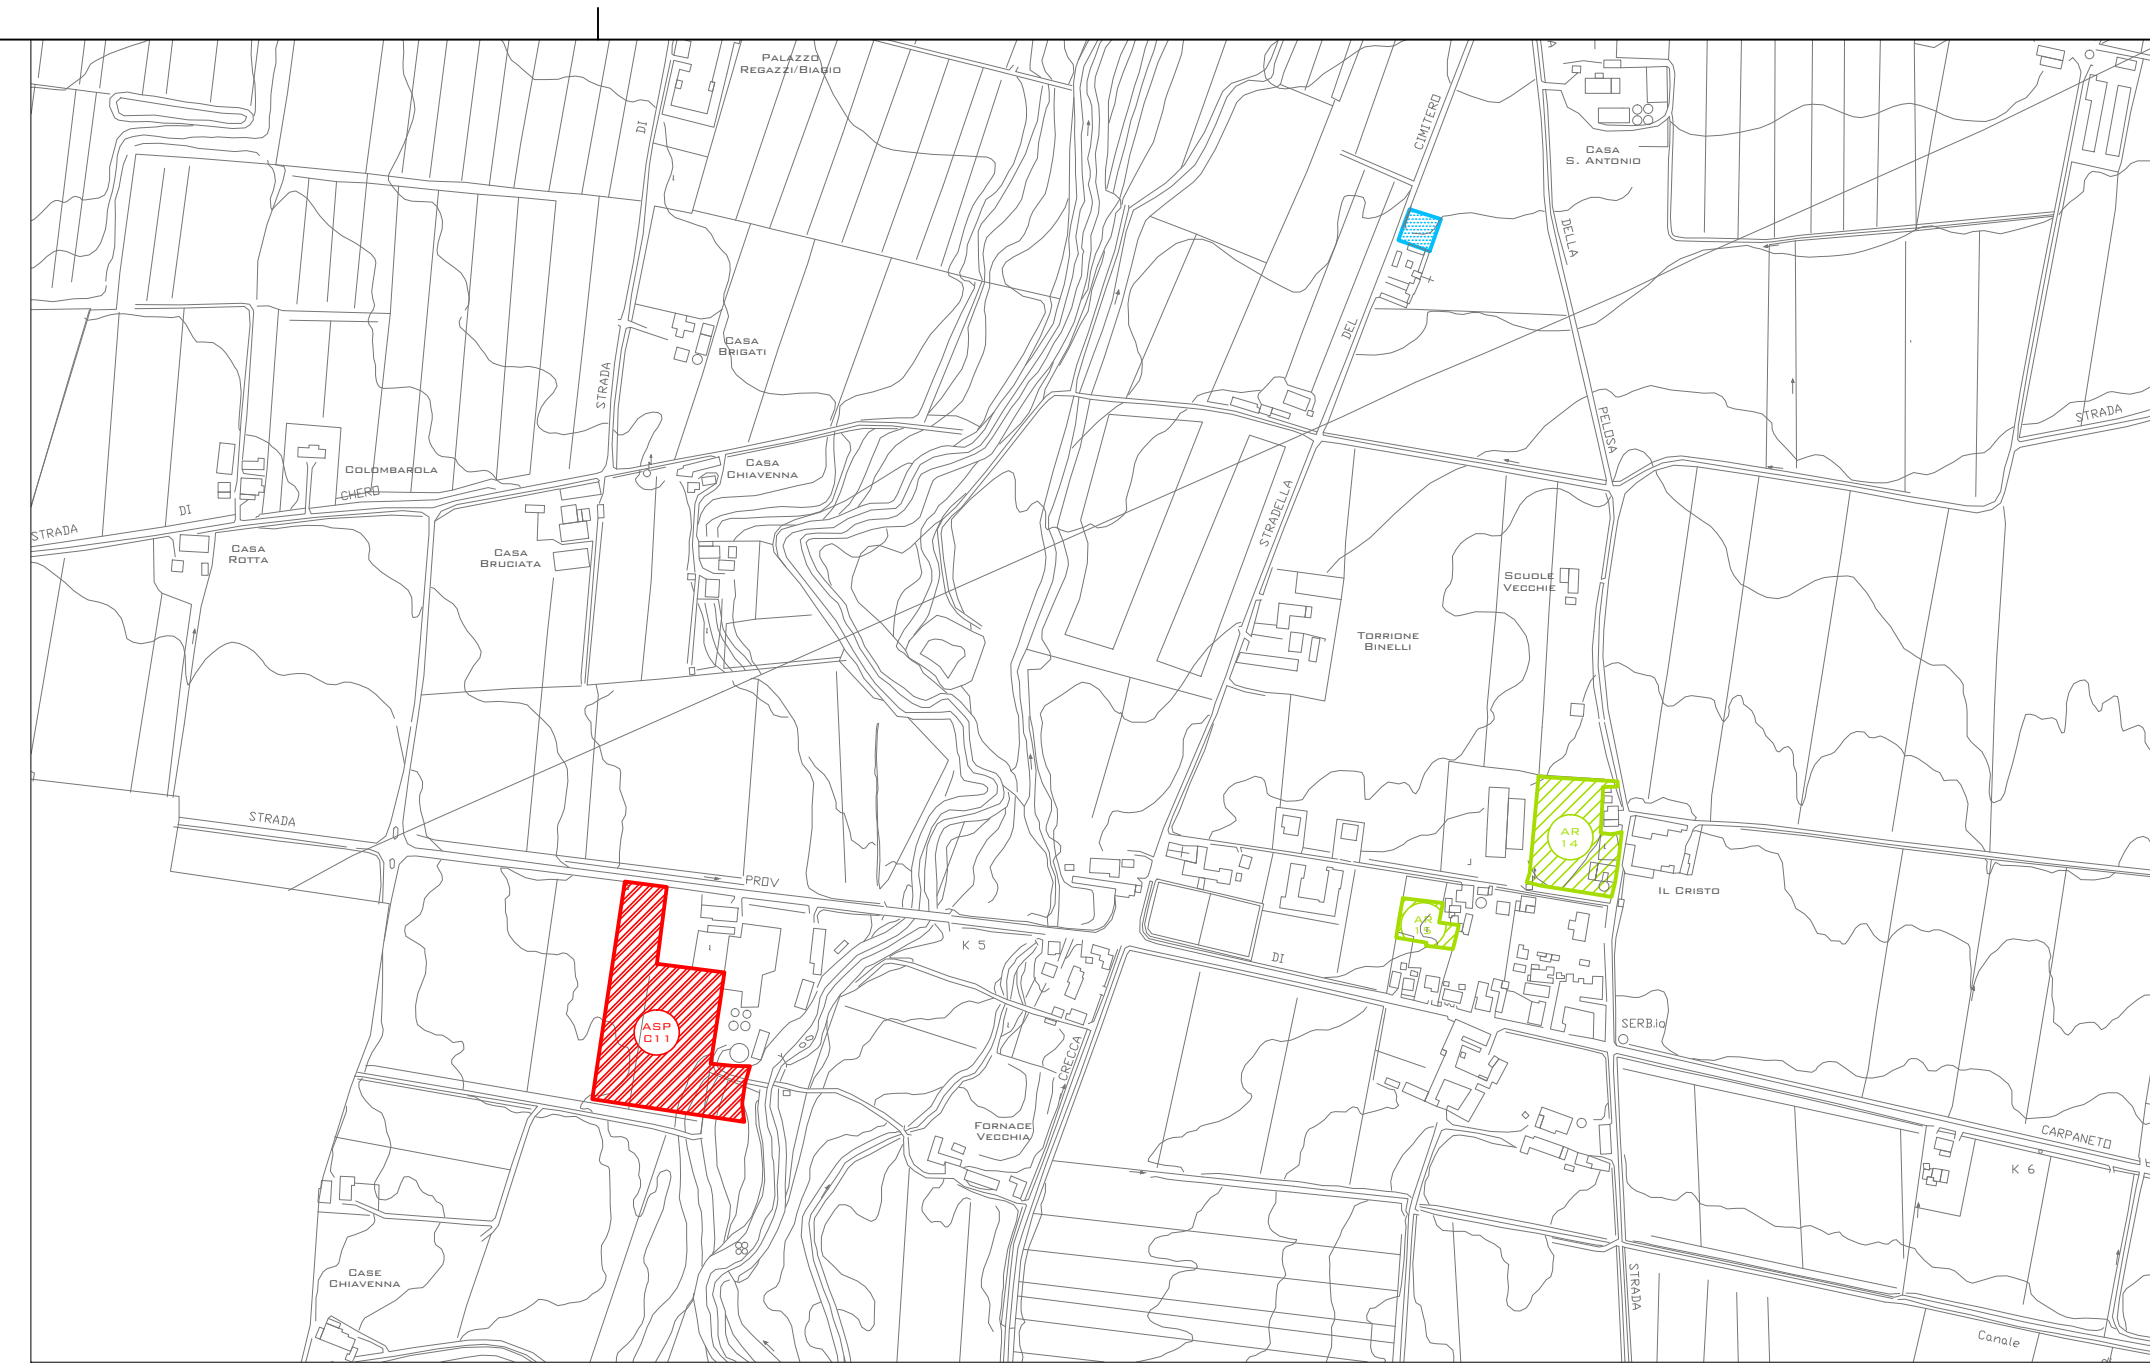 PALAZZO
REGAZZI/BIAGIO
DI
CIMITERO
CASA
S. ANTONIO
DELLA
DEL
CASA
BRIGATI
STRADA
PELOSA
STRADA
COLOMBAROLA
CASA
CHIAVENNA
CHERO
DI
STRADA
STRADELLA
CASA
ROTTA
CASA
BRUCIATA
SCUOLE
VECCHIE
TORRIONE
BINELLI
STRADA
AR
14
PROV
IL CRISTO
AR
15
K 5
DI
ASP
C11
SERB.io
CRECCA
FORNACE
VECCHIA
CARPANETO
K 6
CASE
CHIAVENNA
STRADA
Canale